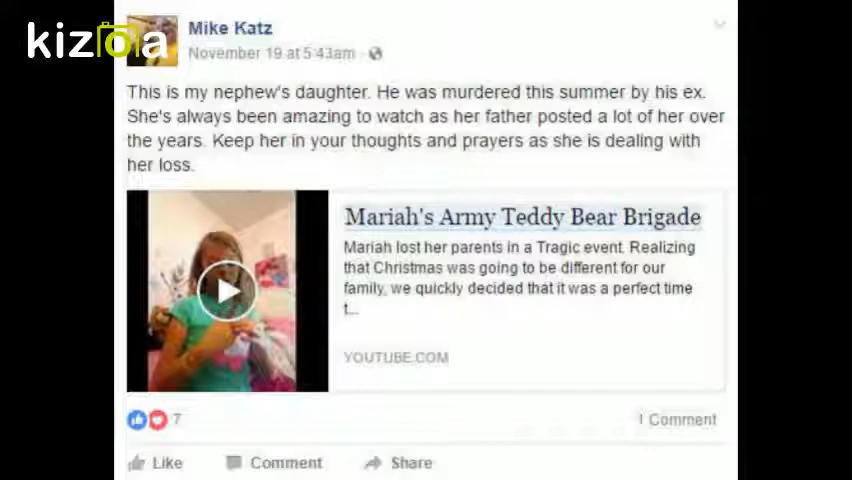 kizoa
Mike Katz
November 19 at 5:43am ·
This is my nephew's daughter. He was murdered this summer by his ex.
She's always been amazing to watch as her father posted a lot of her over
the years. Keep her in your thoughts and prayers as she is dealing with
her loss.
Mariah's Army Teddy Bear Brigade
Mariah lost her parents in a Tragic event. Realizing
that Christmas was going to be different for our
family, we quickly decided that it was a perfect time
t...
YOUTUBE.COM
7
1 Comment
Like
Comment
Share